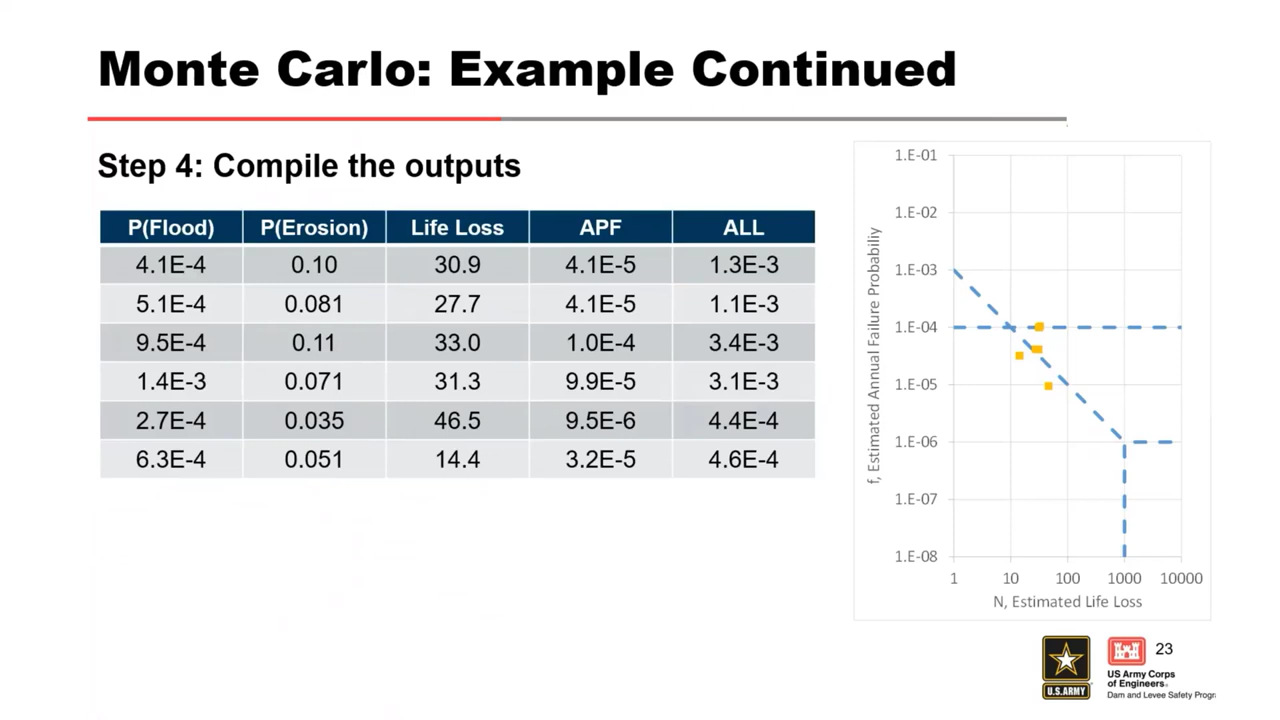 Monte Carlo: Example Continued
Step 4: Compile the outputs
P(Flood) P(Erosion) Life Loss APF ALL
4.1E-4 0.10 30.9 4.1E-5 1.3E-3
5.1E-4 0.081 27.7 4.1E-5 1.1E-3
9.5E-4 0.11 33.0 1.0E-4 3.4E-3
1.4E-3 0.071 31.3 9.9E-5 3.1E-3
2.7E-4 0.035 46.5 9.5E-6 4.4E-4
6.3E-4 0.051 14.4 3.2E-5 4.6E-4
f, Estimated Annual Failure Probabiliy
1.E-01
1.E-02
1.E-03
1.E-04
1.E-05
1.E-06
1.E-07
1.E-08
1 10 100 1000 10000
N, Estimated Life Loss
U.S.ARMY
23
US Army Corps
of Engineers®
Dam and Levee Safety Progr